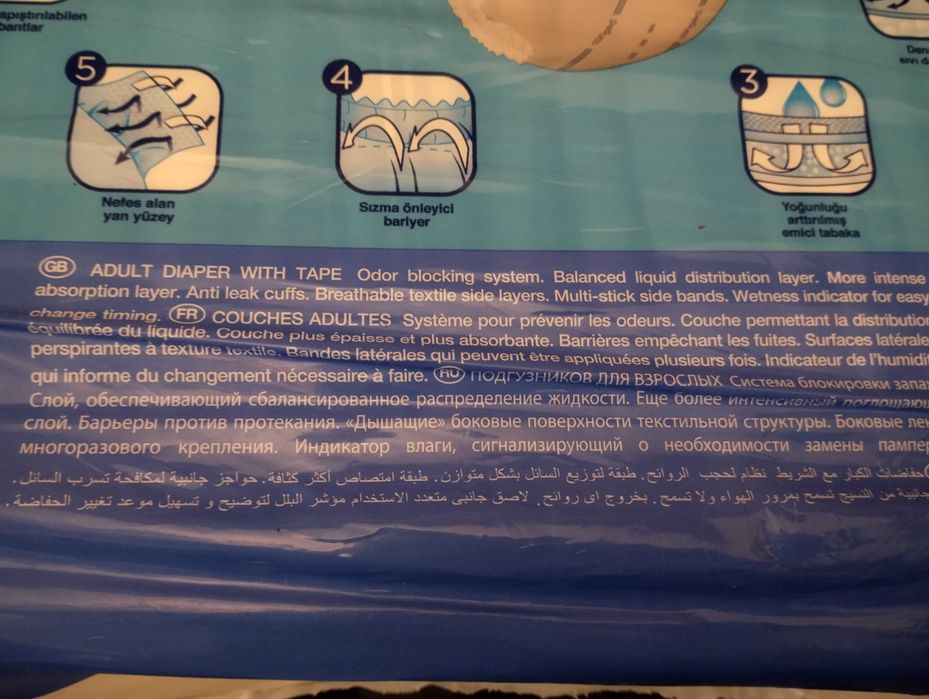 apıştırılabilen
bantlar
Den
sıvı d
5
4
3
Nefes alan
yan yüzey
Sızma önleyici
bariyer
Yoğunluğu
arttırılmış
emici tabaka
GB ADULT DIAPER WITH TAPE Odor blocking system. Balanced liquid distribution layer. More intense
absorption layer. Anti leak cuffs. Breathable textile side layers. Multi-stick side bands. Wetness indicator for easy
change timing. FR COUCHES ADULTES Système pour prévenir les odeurs. Couche permettant la distribution
équilibrée du liquide. Couche plus épaisse et plus absorbante. Barrières empêchant les fuites. Surfaces latérale
perspirantes à texture textile. Bandes latérales qui peuvent être appliquées plusieurs fois. Indicateur de l'humidit
qui informe du changement nécessaire à faire. RU ПОДГУЗНИКОВ ДЛЯ ВЗРОСЛЫХ Система блокировки запах
Слой, обеспечивающий сбалансированное распределение жидкости. Еще более интенсивный поглощаю
слой. Барьеры против протекания. «Дышащие» боковые поверхности текстильной структуры. Боковые ле
многоразового крепления. Индикатор влаги, сигнализирующий о необходимости замены памперс
حفاضات الكبار مع الشريط نظام لحجب الروائح. طبقة لتوزيع السائل بشكل متوازن. طبقة امتصاص أكثر كثافة. حواجز جانبية لمكافحة تسرب السائل.
جانبية من النسيج تسمح بمرور الهواء ولا تسمح. بخروج اى روائح. لاصق جانبى متعدد الاستخدام مؤشر البلل لتوضيح و تسهيل موعد تغيير الحفاضة.